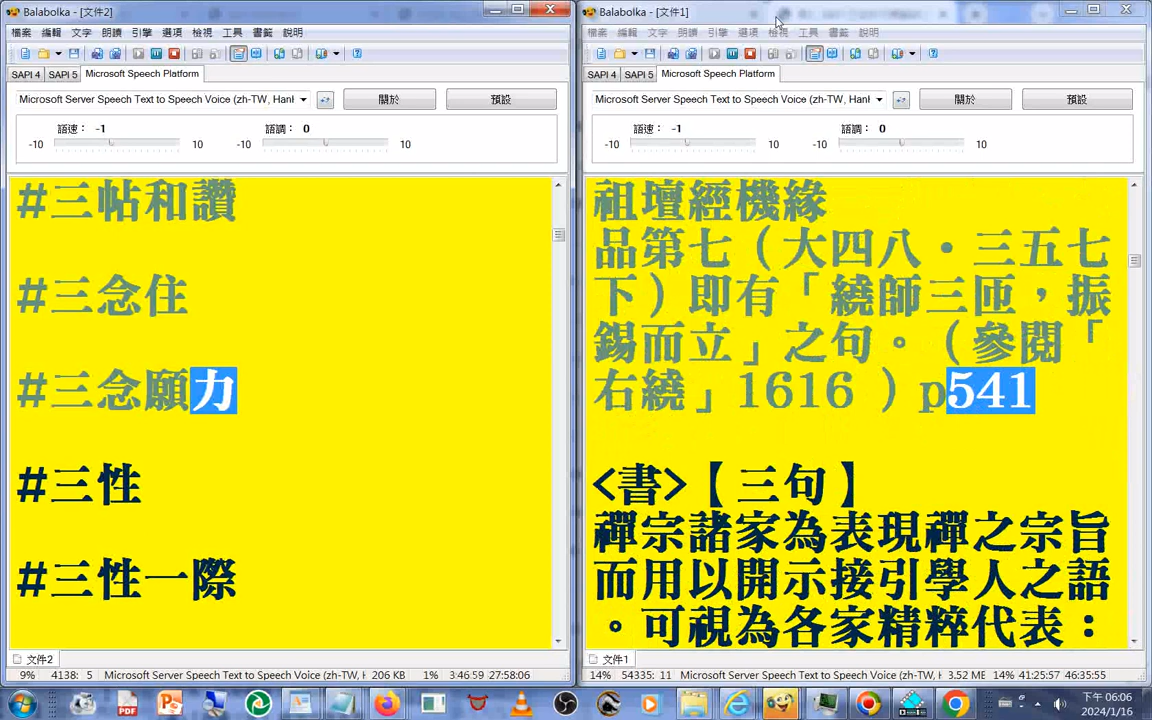 Balabolka - [文件2]
檔案 編輯 文字 朗讀 引擎 選項 檢視 工具 書籤 說明
SAPI 4 SAPI 5 Microsoft Speech Platform
Microsoft Server Speech Text to Speech Voice (zh-TW, Hanl
關於 預設
語速： -1 語調： 0
-10 10 -10 10
#三帖和讚
#三念住
#三念願力
#三性
#三性一際
文件2
9% 4138: 5 Microsoft Server Speech Text to Speech Voice (zh-TW, H 206 KB 1% 3:46:59 27:58:06
Balabolka - [文件1]
檔案 編輯 文字 朗讀 引擎 選項 檢視 工具 書籤 說明
SAPI 4 SAPI 5 Microsoft Speech Platform
Microsoft Server Speech Text to Speech Voice (zh-TW, Hanl
關於 預設
語速： -1 語調： 0
-10 10 -10 10
祖壇經機緣
品第七（大四八・三五七
下）即有「繞師三匝，振
錫而立」之句。（參閱「
右繞」1616 ）p541
<書>【三句】
禪宗諸家為表現禪之宗旨
而用以開示接引學人之語
。可視為各家精粹代表：
文件1
14% 54335: 11 Microsoft Server Speech Text to Speech Voice (zh-TW, H 3.52 ME 14% 41:25:57 46:35:55
下午 06:06
2024/1/16